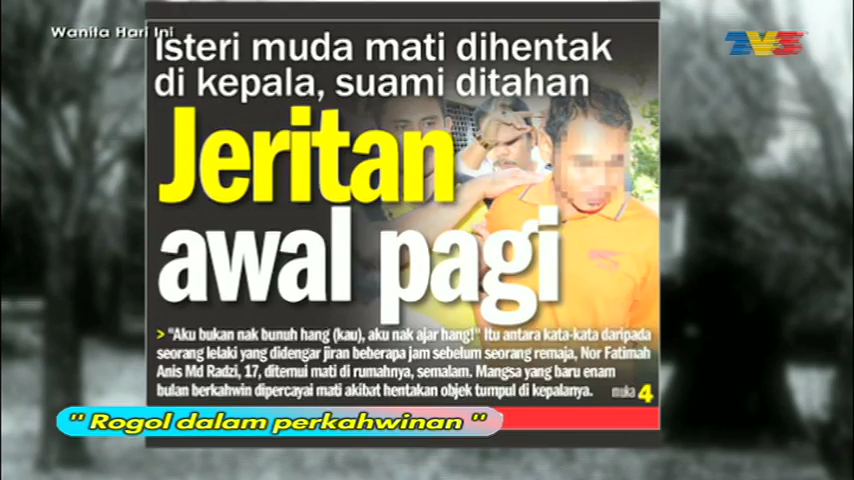 Wanita Hari Ini
TV3
Isteri muda mati dihentak
di kepala, suami ditahan
Jeritan
awal pagi
> "Aku bukan nak bunuh hang (kau), aku nak ajar hang!" Itu antara kata-kata daripada
seorang lelaki yang didengar jiran beberapa jam sebelum seorang remaja, Nor Fatimah
Anis Md Radzi, 17, ditemui mati di rumahnya, semalam. Mangsa yang baru enam
bulan berkahwin dipercayai mati akibat hentakan objek tumpul di kepalanya. muka 4
" Rogol dalam perkahwinan "